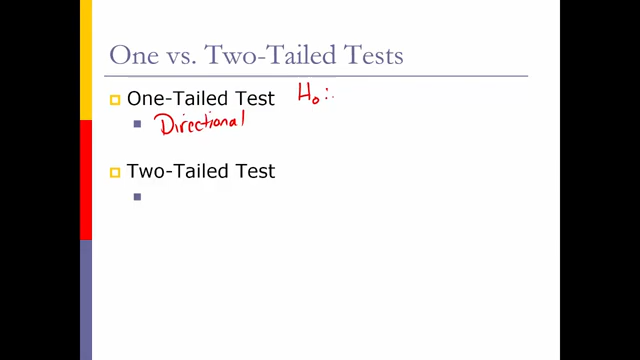 One vs. Two-Tailed Tests
One-Tailed Test H₀ :
Directional
Two-Tailed Test